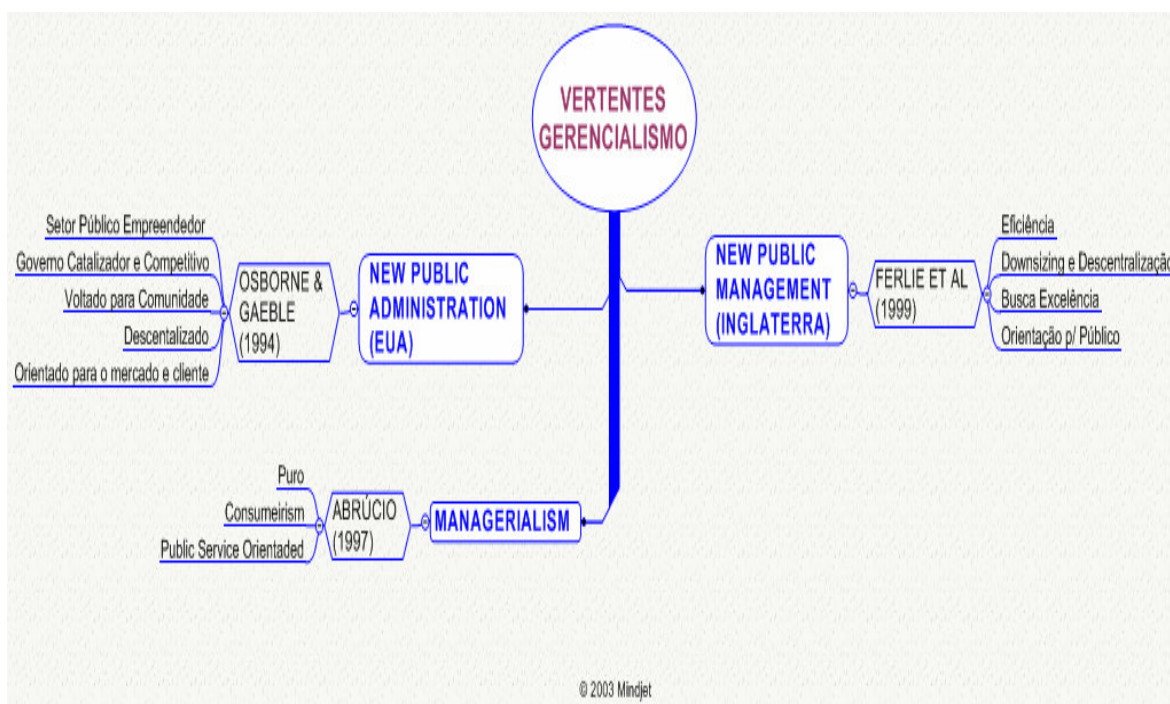 VERTENTES
GERENCIALISMO
Setor Público Empreendedor
Governo Catalizador e Competitivo
Voltado para Comunidade
Descentalizado
Orientado para o mercado e cliente
OSBORNE &
GAEBLE
(1994)
NEW PUBLIC
ADMINISTRATION
(EUA)
NEW PUBLIC
MANAGEMENT
(INGLATERRA)
FERLIE ET AL
(1999)
Eficiência
Downsizing e Descentralização
Busca Excelência
Orientação p/ Público
Puro
Consumeirism
Public Service Orientaded
ABRÚCIO
(1997)
MANAGERIALISM
© 2003 Mindjet